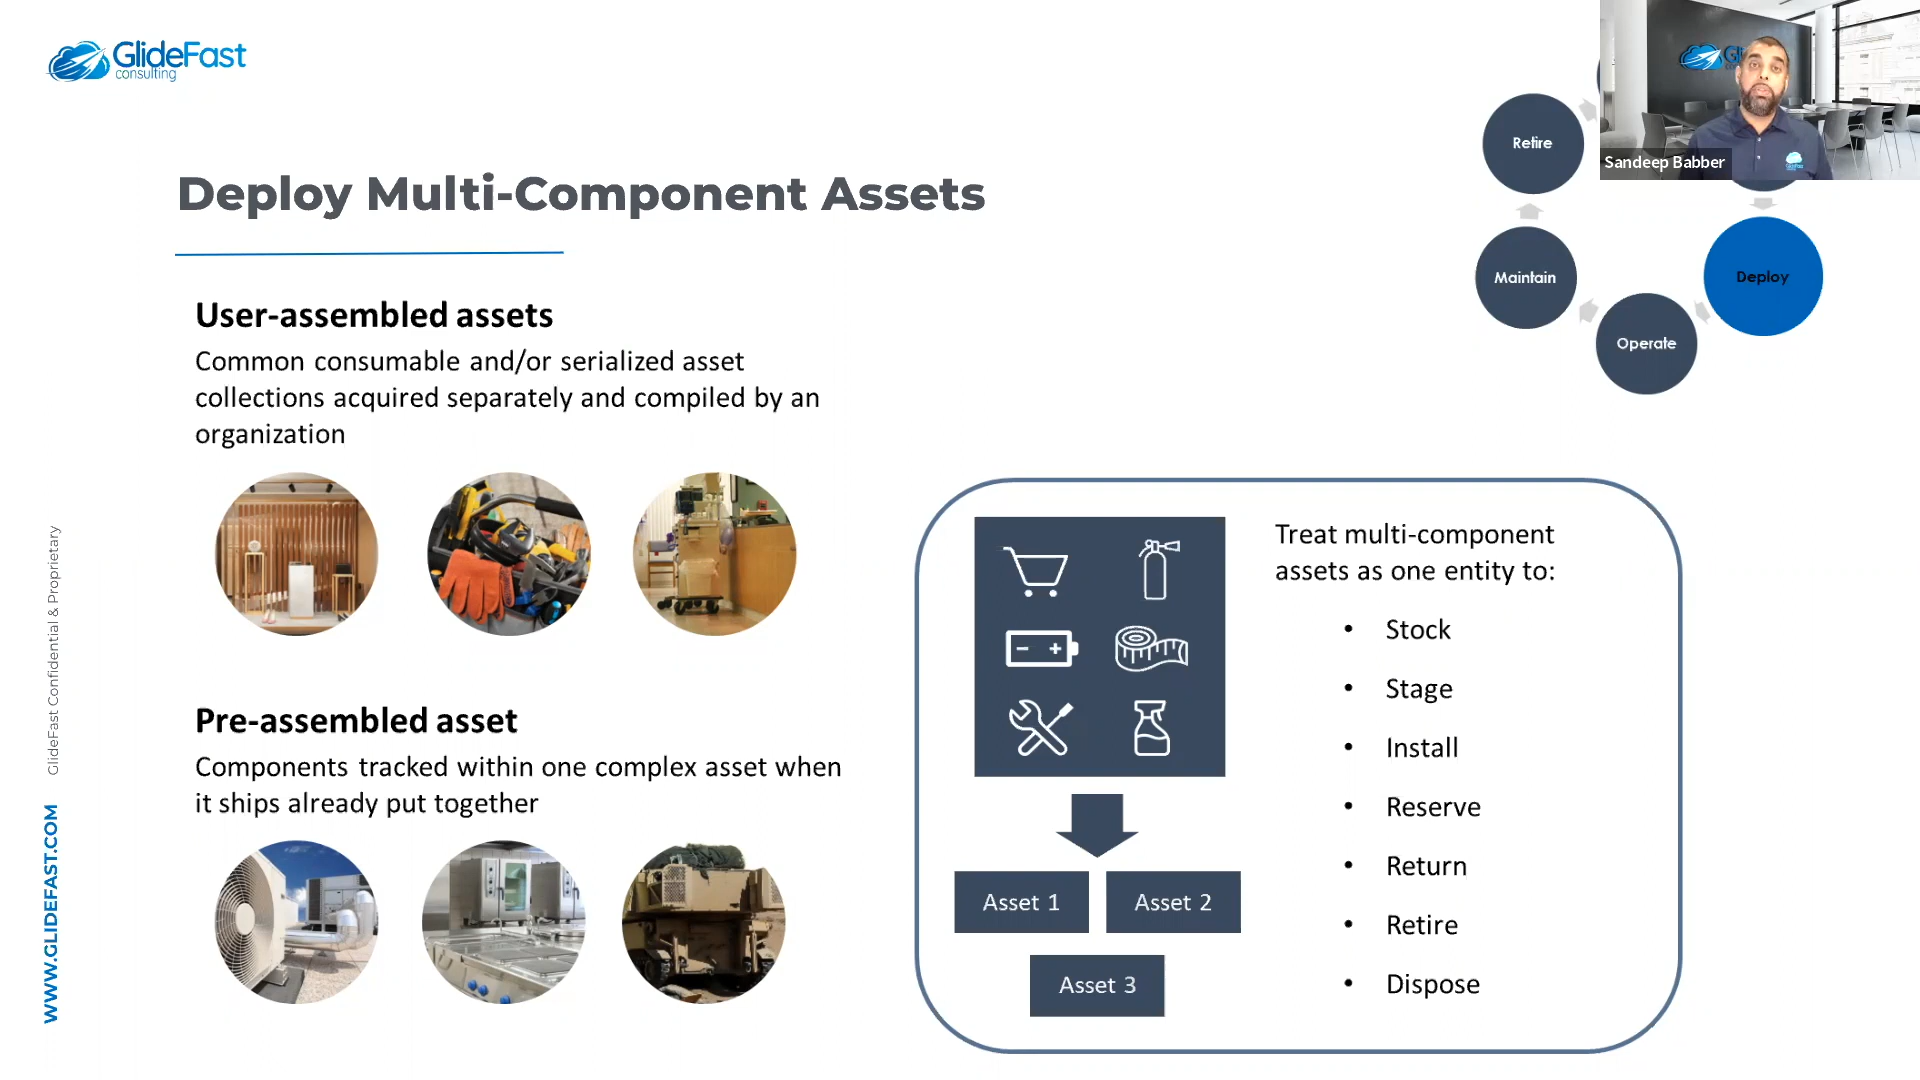 GlideFast
consulting
Gli
Sandeep Babber
Retire
Maintain
Deploy
Operate
Deploy Multi-Component Assets
User-assembled assets
Common consumable and/or serialized asset
collections acquired separately and compiled by an
organization
Pre-assembled asset
Components tracked within one complex asset when
it ships already put together
Treat multi-component
assets as one entity to:
• Stock
• Stage
• Install
• Reserve
• Return
• Retire
• Dispose
Asset 1
Asset 2
Asset 3
WWW.GLIDEFAST.COM GlideFast Confidential & Proprietary